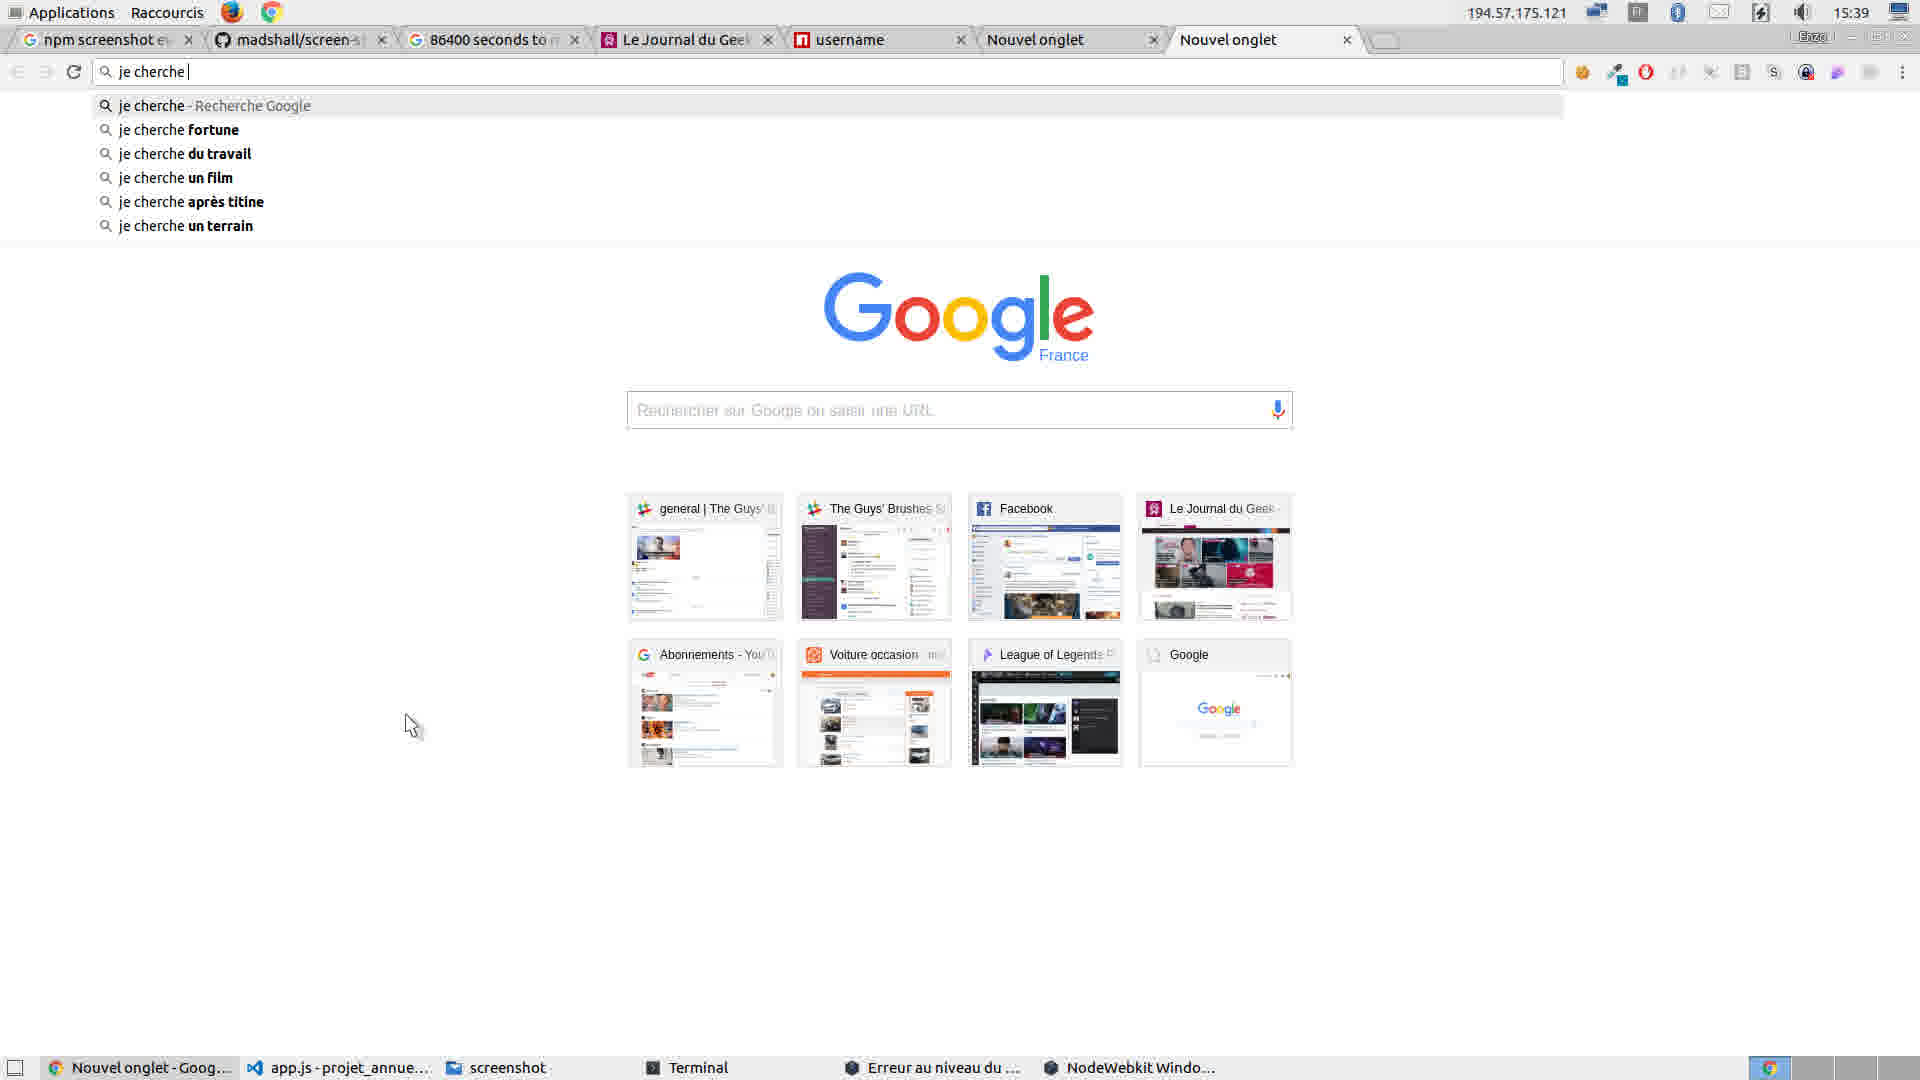 Applications Raccourcis 194.57.175.121 Fr 15:39
npm screenshot ev madshall/screen-s 86400 seconds to m Le Journal du Geek username Nouvel onglet Nouvel onglet Enzo
je cherche
je cherche - Recherche Google
je cherche fortune
je cherche du travail
je cherche un film
je cherche après titine
je cherche un terrain
Google
France
Rechercher sur Google ou saisir une URL
general | The Guys' B The Guys' Brushes S Facebook Le Journal du Geek -
Abonnements - YouT Voiture occasion League of Legends Google
Google
Nouvel onglet - Goog... app.js - projet_annue... screenshot Terminal Erreur au niveau du ... NodeWebkit Windo...